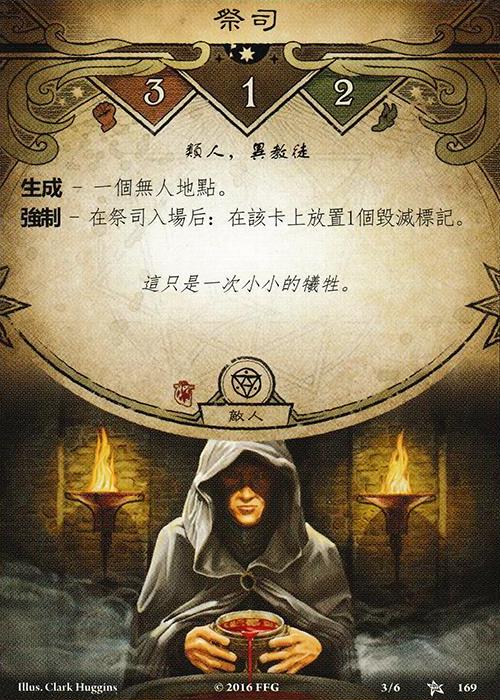 祭司
3 1 2
類人，異教徒
生成 – 一個無人地點。
強制 – 在祭司入場后：在該卡上放置1個毀滅標記。
這只是一次小小的犧牲。
敵人
Illus. Clark Huggins © 2016 FFG 3/6 169